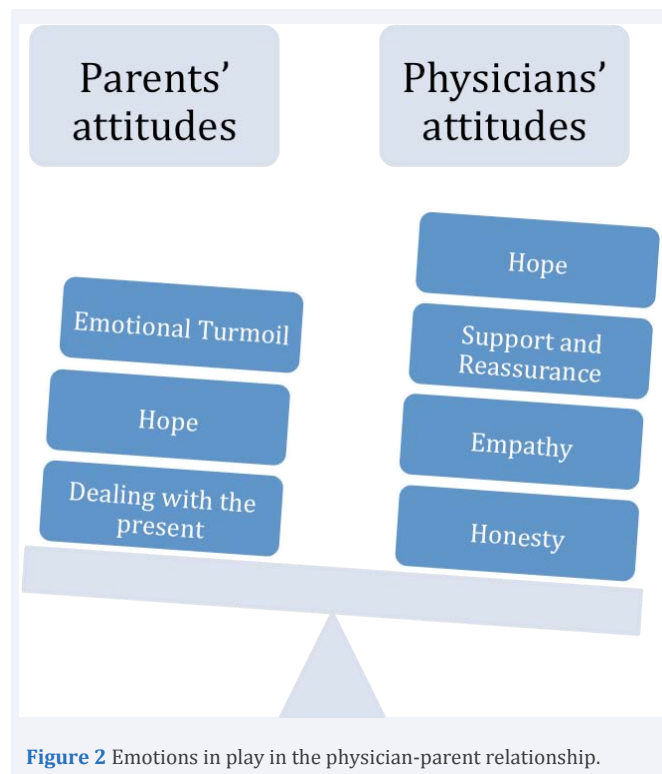 Parents’
attitudes
Physicians’
attitudes
Emotional Turmoil
Hope
Dealing with the
present
Hope
Support and
Reassurance
Empathy
Honesty
Figure 2 Emotions in play in the physician-parent relationship.